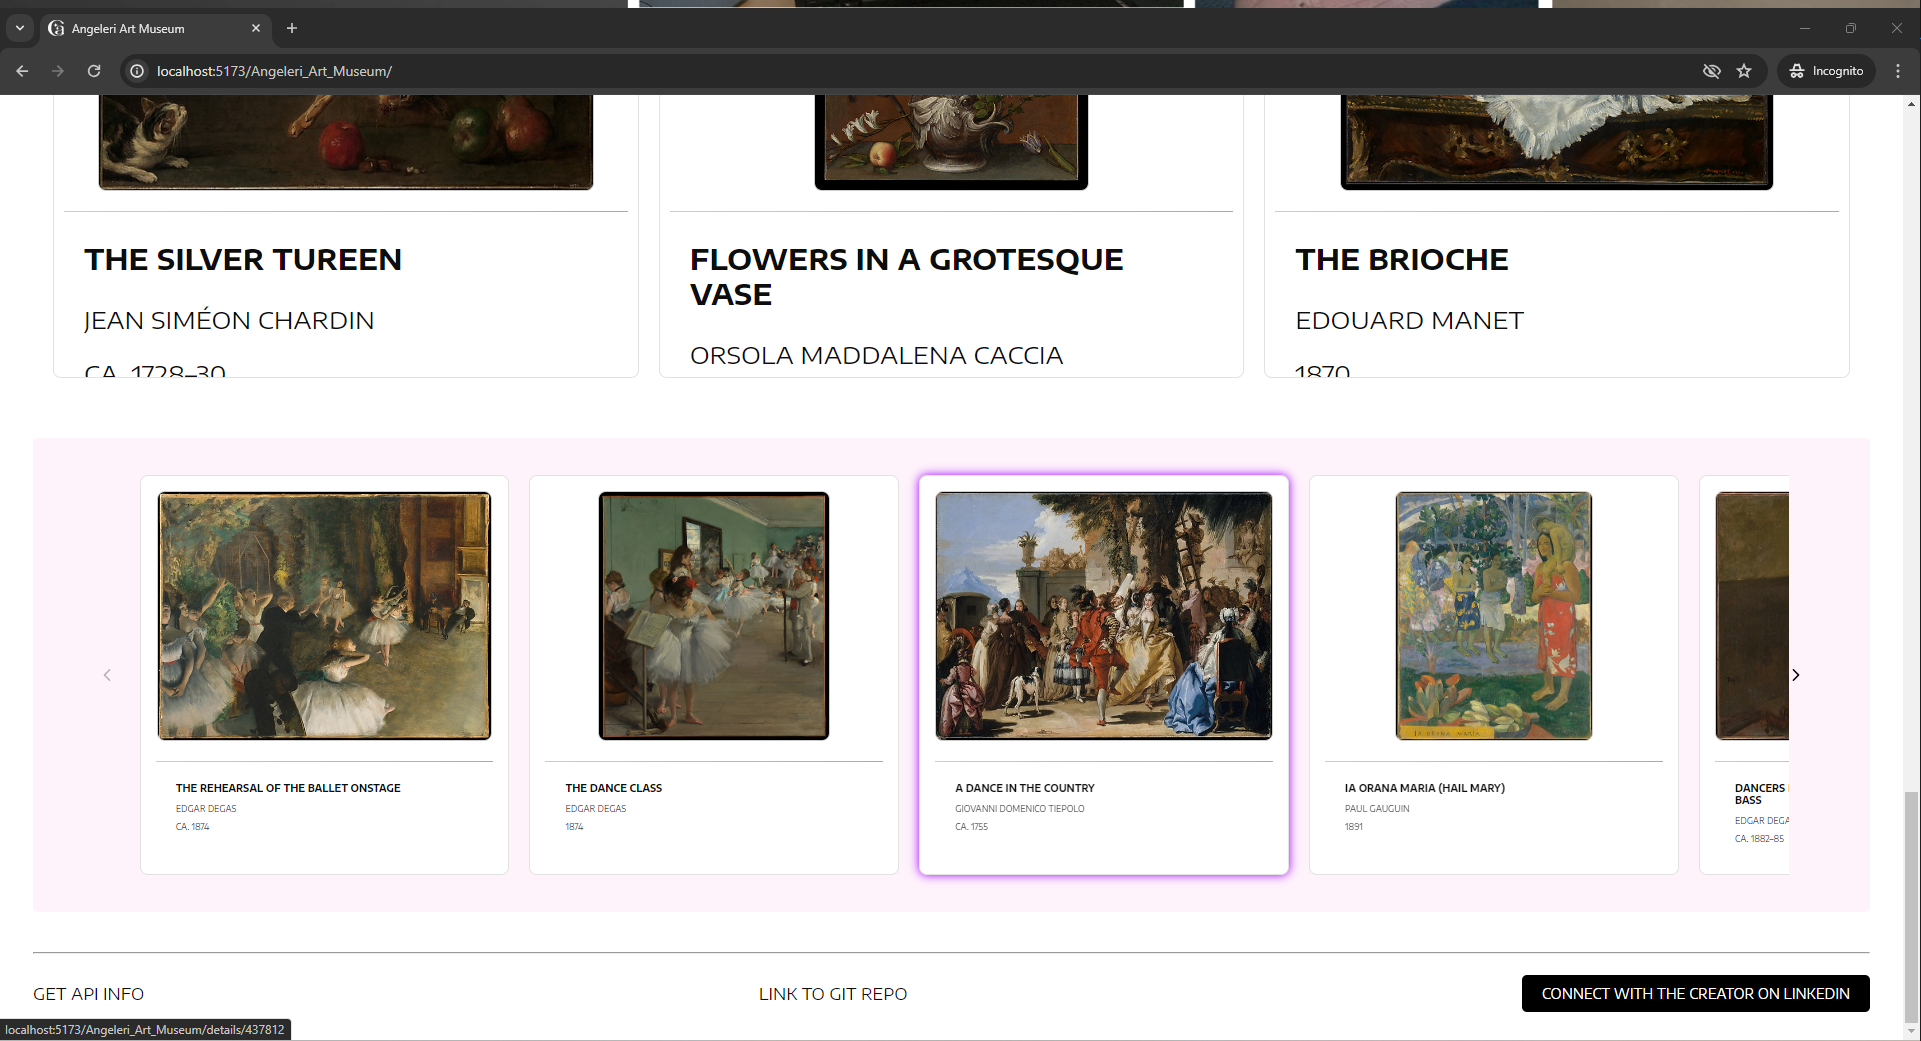 Angeleri Art Museum
localhost:5173/Angeleri_Art_Museum/
Incognito
THE SILVER TUREEN
JEAN SIMÉON CHARDIN
CA. 1728–30
FLOWERS IN A GROTESQUE
VASE
ORSOLA MADDALENA CACCIA
THE BRIOCHE
EDOUARD MANET
1870
THE REHEARSAL OF THE BALLET ONSTAGE
EDGAR DEGAS
CA. 1874
THE DANCE CLASS
EDGAR DEGAS
1874
A DANCE IN THE COUNTRY
GIOVANNI DOMENICO TIEPOLO
CA. 1755
IA ORANA MARIA
IA ORANA MARIA (HAIL MARY)
PAUL GAUGUIN
1891
DANCERS
BASS
EDGAR DEGA
CA. 1882–85
GET API INFO
LINK TO GIT REPO
CONNECT WITH THE CREATOR ON LINKEDIN
localhost:5173/Angeleri_Art_Museum/details/437812